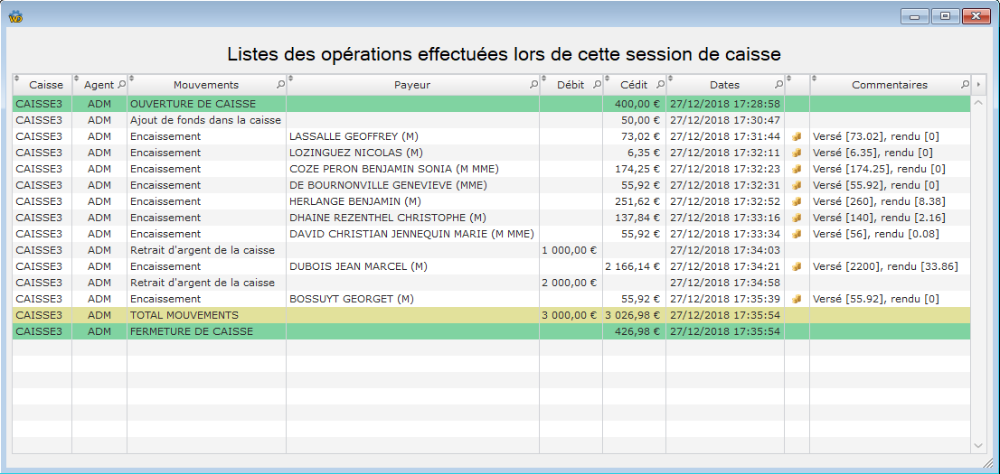 Listes des opérations effectuées lors de cette session de caisse
Caisse Agent Mouvements Payeur Débit Crédit Dates Commentaires
CAISSE3 ADM OUVERTURE DE CAISSE 400,00 € 27/12/2018 17:28:58
CAISSE3 ADM Ajout de fonds dans la caisse 50,00 € 27/12/2018 17:30:47
CAISSE3 ADM Encaissement LASSALLE GEOFFREY (M) 73,02 € 27/12/2018 17:31:44 Versé [73.02], rendu [0]
CAISSE3 ADM Encaissement LOZINGUEZ NICOLAS (M) 6,35 € 27/12/2018 17:32:11 Versé [6.35], rendu [0]
CAISSE3 ADM Encaissement COZE PERON BENJAMIN SONIA (M MME) 174,25 € 27/12/2018 17:32:23 Versé [174.25], rendu [0]
CAISSE3 ADM Encaissement DE BOURNONVILLE GENEVIEVE (MME) 55,92 € 27/12/2018 17:32:31 Versé [55.92], rendu [0]
CAISSE3 ADM Encaissement HERLANGE BENJAMIN (M) 251,62 € 27/12/2018 17:32:52 Versé [260], rendu [8.38]
CAISSE3 ADM Encaissement DHAINE REZENTHEL CHRISTOPHE (M) 137,84 € 27/12/2018 17:33:16 Versé [140], rendu [2.16]
CAISSE3 ADM Encaissement DAVID CHRISTIAN JENNEQUIN MARIE (M MME) 55,92 € 27/12/2018 17:33:34 Versé [56], rendu [0.08]
CAISSE3 ADM Retrait d'argent de la caisse 1 000,00 € 27/12/2018 17:34:03
CAISSE3 ADM Encaissement DUBOIS JEAN MARCEL (M) 2 166,14 € 27/12/2018 17:34:21 Versé [2200], rendu [33.86]
CAISSE3 ADM Retrait d'argent de la caisse 2 000,00 € 27/12/2018 17:34:58
CAISSE3 ADM Encaissement BOSSUYT GEORGET (M) 55,92 € 27/12/2018 17:35:39 Versé [55.92], rendu [0]
CAISSE3 ADM TOTAL MOUVEMENTS 3 000,00 € 3 026,98 € 27/12/2018 17:35:54
CAISSE3 ADM FERMETURE DE CAISSE 426,98 € 27/12/2018 17:35:54